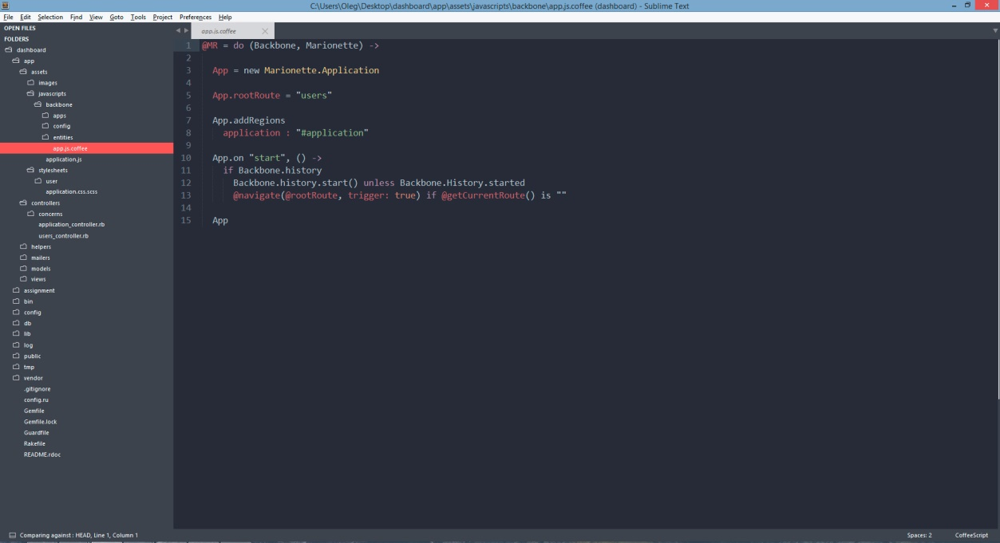 C:\Users\Oleg\Desktop\dashboard\app\assets\javascripts\backbone\app.js.coffee (dashboard) - Sublime Text
File Edit Selection Find View Goto Tools Project Preferences Help
OPEN FILES
FOLDERS
dashboard
app
assets
images
javascripts
backbone
apps
config
entities
app.js.coffee
application.js
stylesheets
user
application.css.scss
controllers
concerns
application_controller.rb
users_controller.rb
helpers
mailers
models
views
assignment
bin
config
db
lib
log
public
tmp
vendor
.gitignore
config.ru
Gemfile
Gemfile.lock
Guardfile
Rakefile
README.rdoc
app.js.coffee
1 @MR = do (Backbone, Marionette) ->
2
3 App = new Marionette.Application
4
5 App.rootRoute = "users"
6
7 App.addRegions
8 application : "#application"
9
10 App.on "start", () ->
11 if Backbone.history
12 Backbone.history.start() unless Backbone.History.started
13 @navigate(@rootRoute, trigger: true) if @getCurrentRoute() is ""
14
15 App
Comparing against : HEAD, Line 1, Column 1
Spaces: 2 CoffeeScript